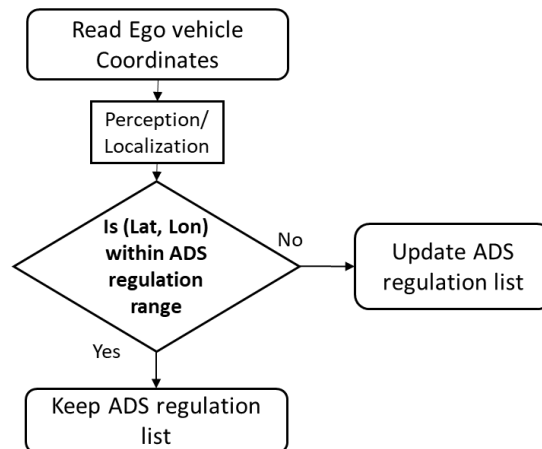 Read Ego vehicle
Coordinates
Perception/
Localization
Is (Lat, Lon)
within ADS
regulation
range
No
Update ADS
regulation list
Yes
Keep ADS regulation
list